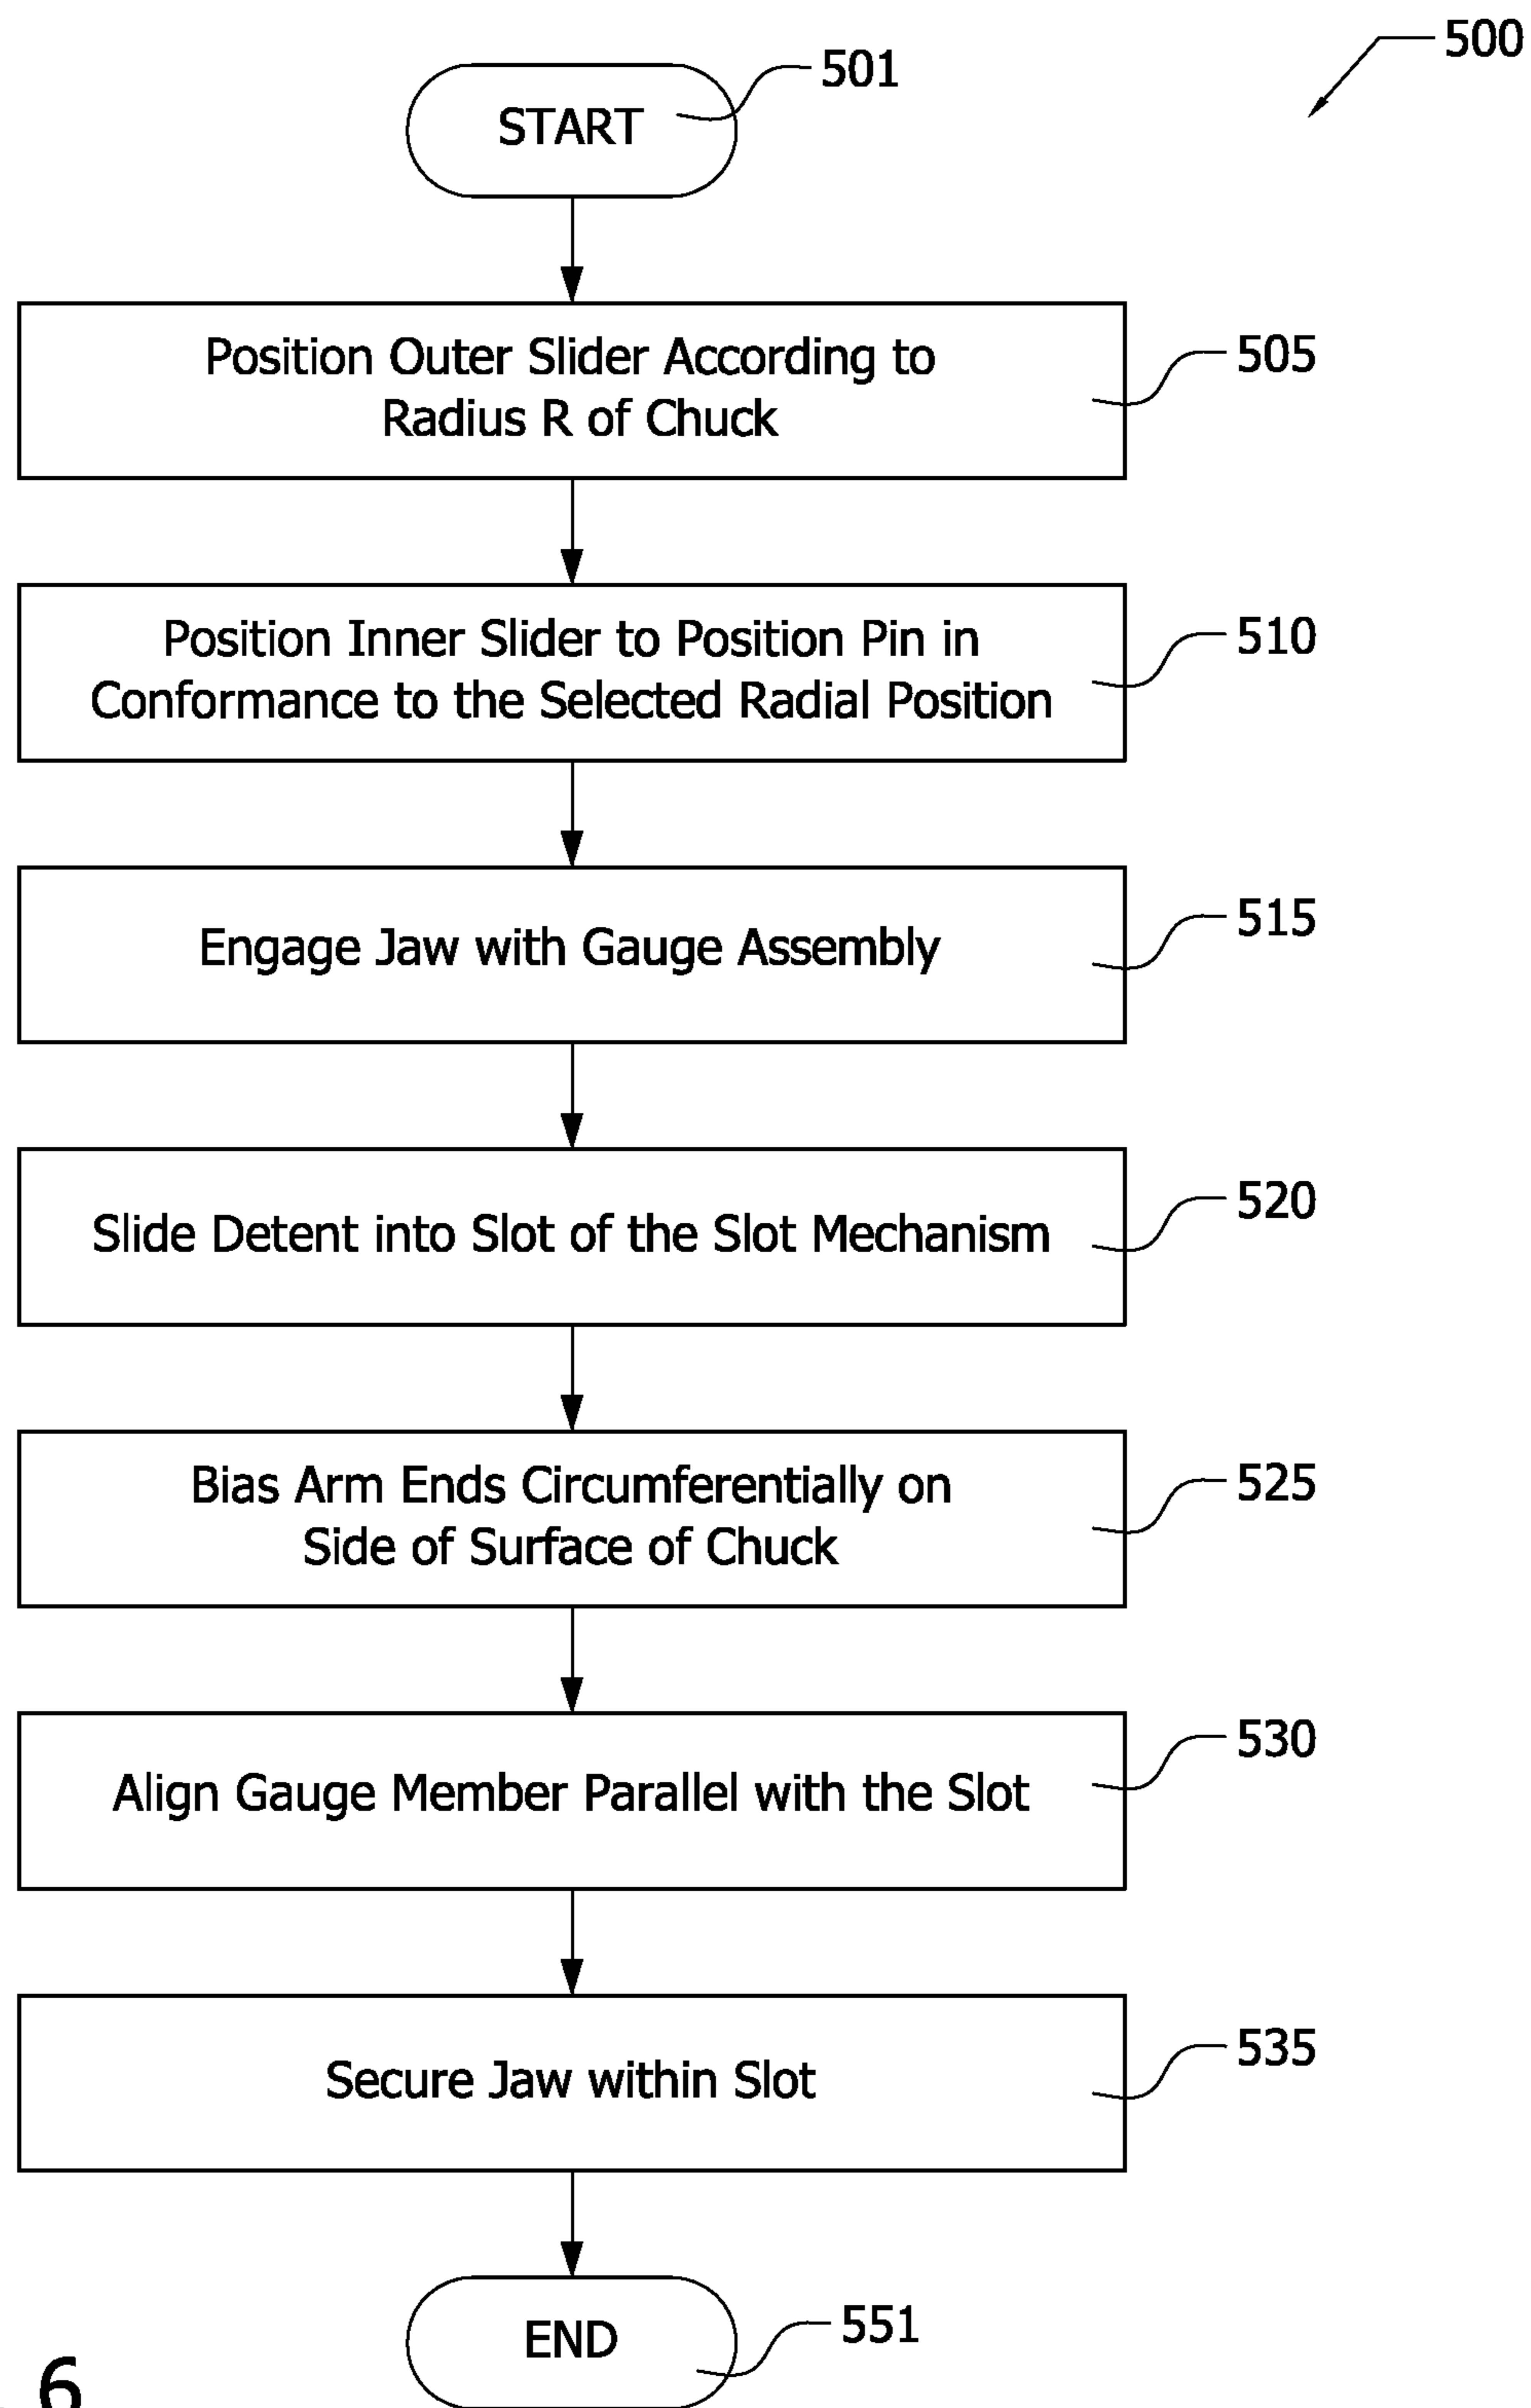 500
START
501
Position Outer Slider According to
Radius R of Chuck
505
Position Inner Slider to Position Pin in
Conformance to the Selected Radial Position
510
Engage Jaw with Gauge Assembly
515
Slide Detent into Slot of the Slot Mechanism
520
Bias Arm Ends Circumferentially on
Side of Surface of Chuck
525
Align Gauge Member Parallel with the Slot
530
Secure Jaw within Slot
535
END
551
6